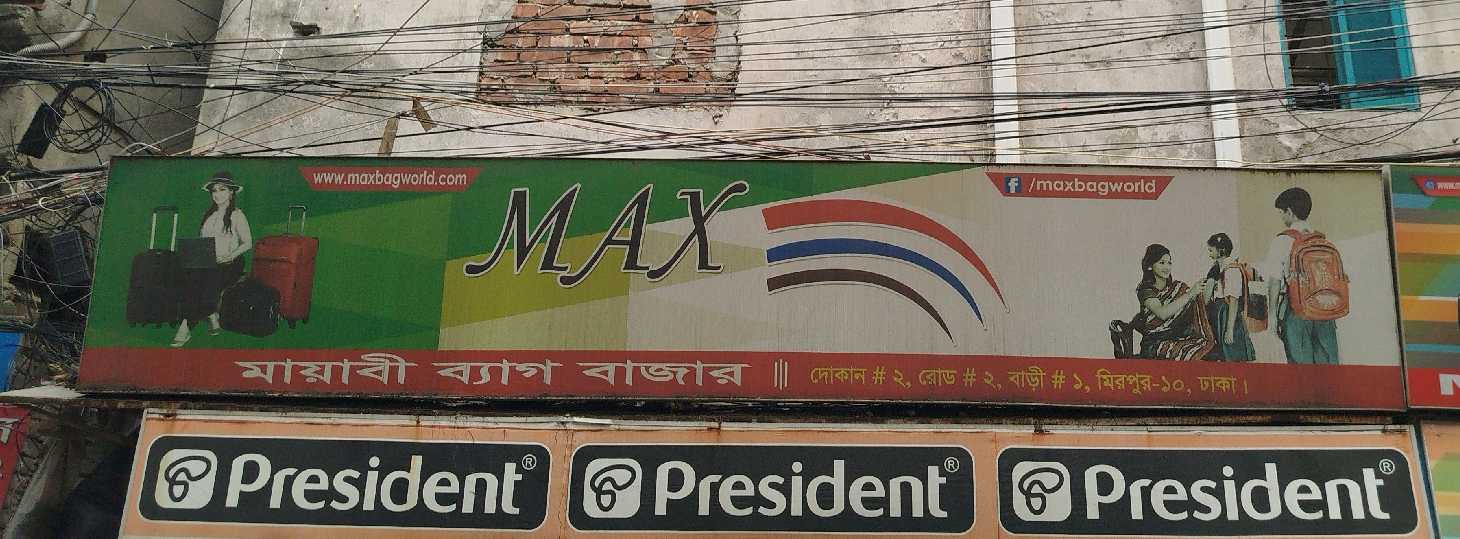 www.maxbagworld.com
/maxbagworld
MAX
মায়াবী ব্যাগ বাজার
দোকান # ২, রোড # ২, বাড়ী # ১, মিরপুর-১০, ঢাকা।
President®
President®
President®